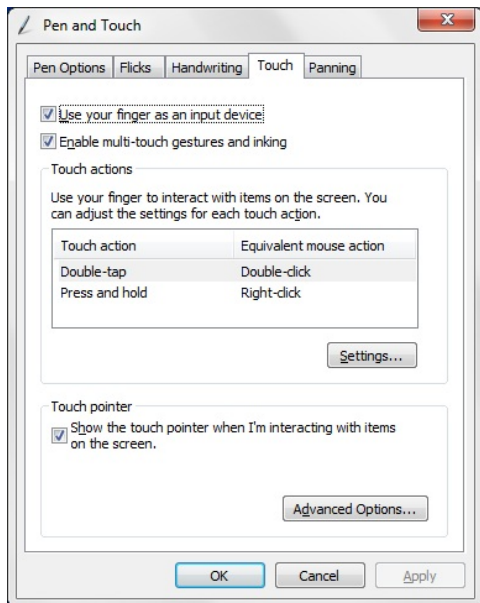 Pen and Touch
Pen Options Flicks Handwriting Touch Panning
Use your finger as an input device
Enable multi-touch gestures and inking
Touch actions
Use your finger to interact with items on the screen. You
can adjust the settings for each touch action.
Touch action Equivalent mouse action
Double-tap Double-click
Press and hold Right-click
Settings...
Touch pointer
Show the touch pointer when I'm interacting with items
on the screen.
Advanced Options...
OK Cancel Apply